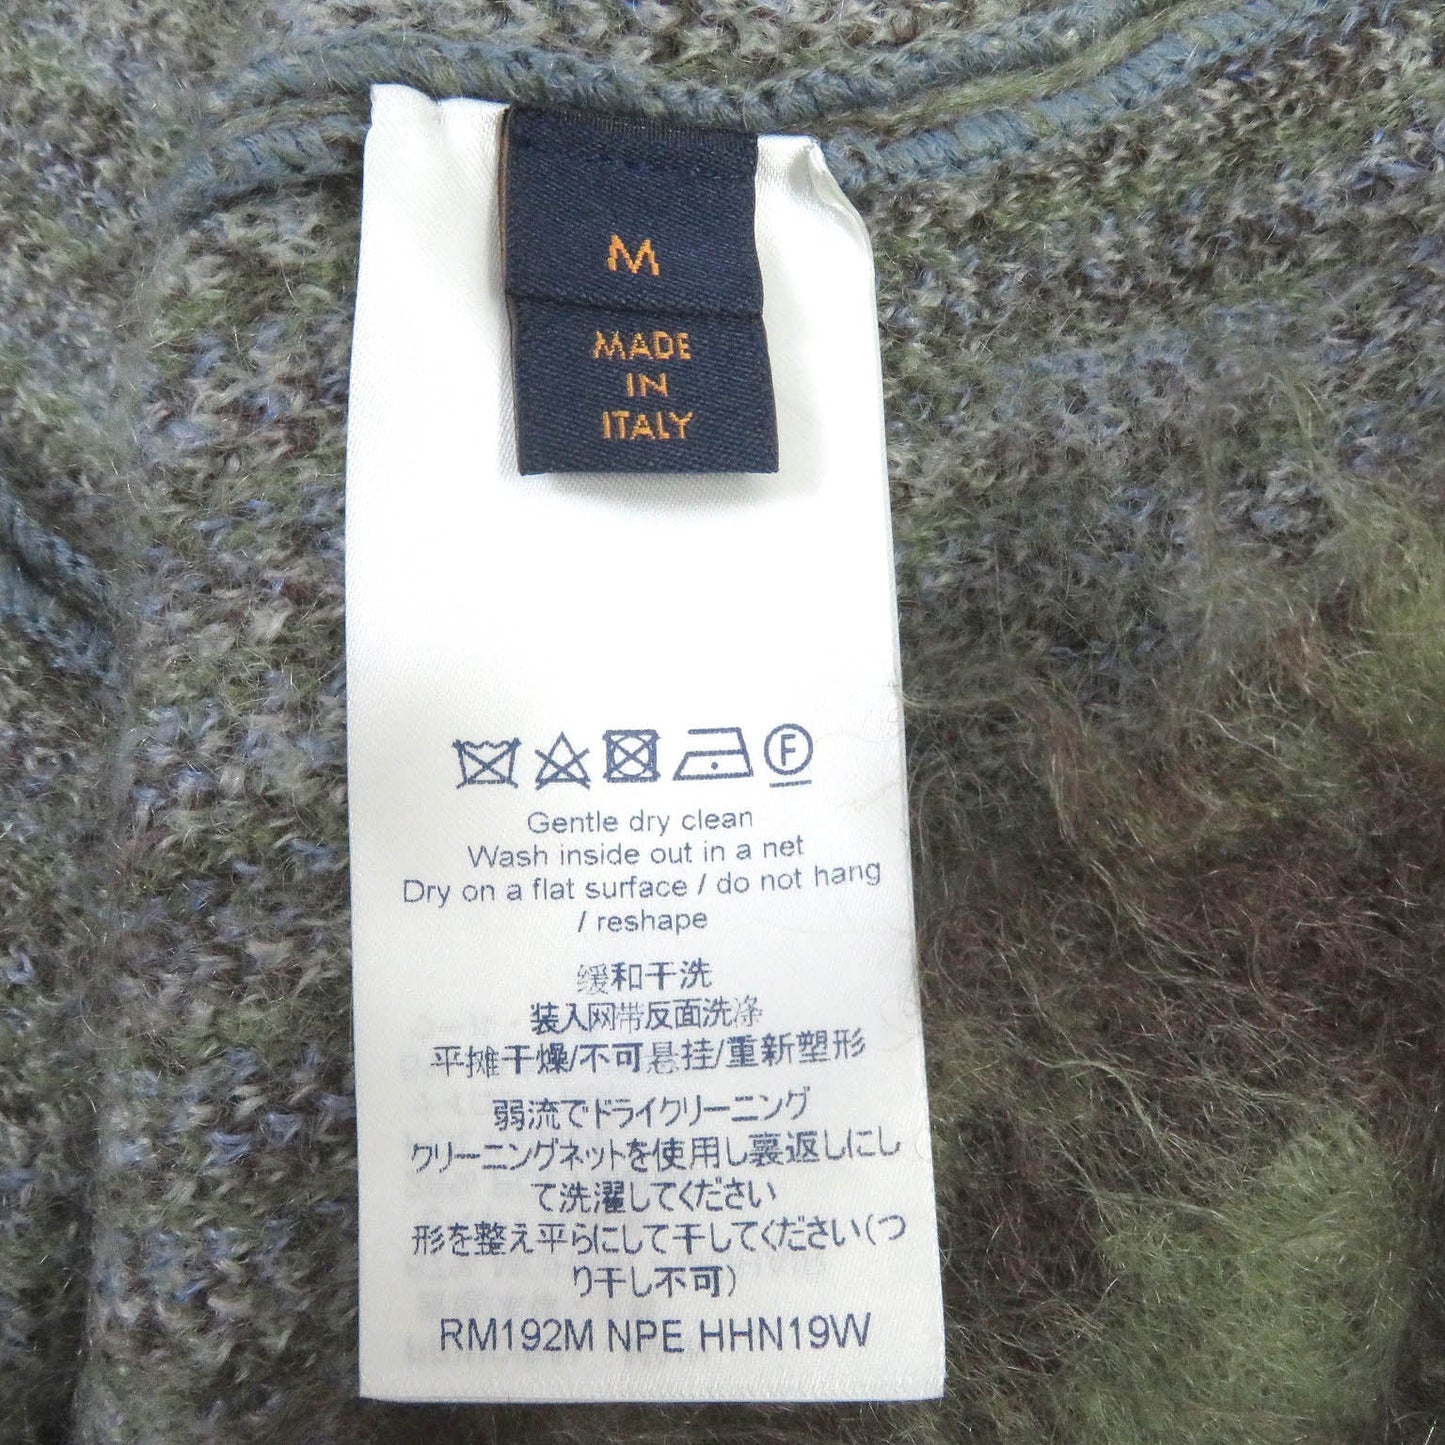 M
MADE
IN
ITALY
F
Gentle dry clean
Wash inside out in a net
Dry on a flat surface / do not hang
/ reshape
缓和干洗
装入网带反面洗涤
平摊干燥/不可悬挂/重新塑形
弱流でドライクリーニング
クリーニングネットを使用し裏返しにし
て洗濯してください
形を整え平らにして干してください(つ
り干し不可)
RM192M NPE HHN19W